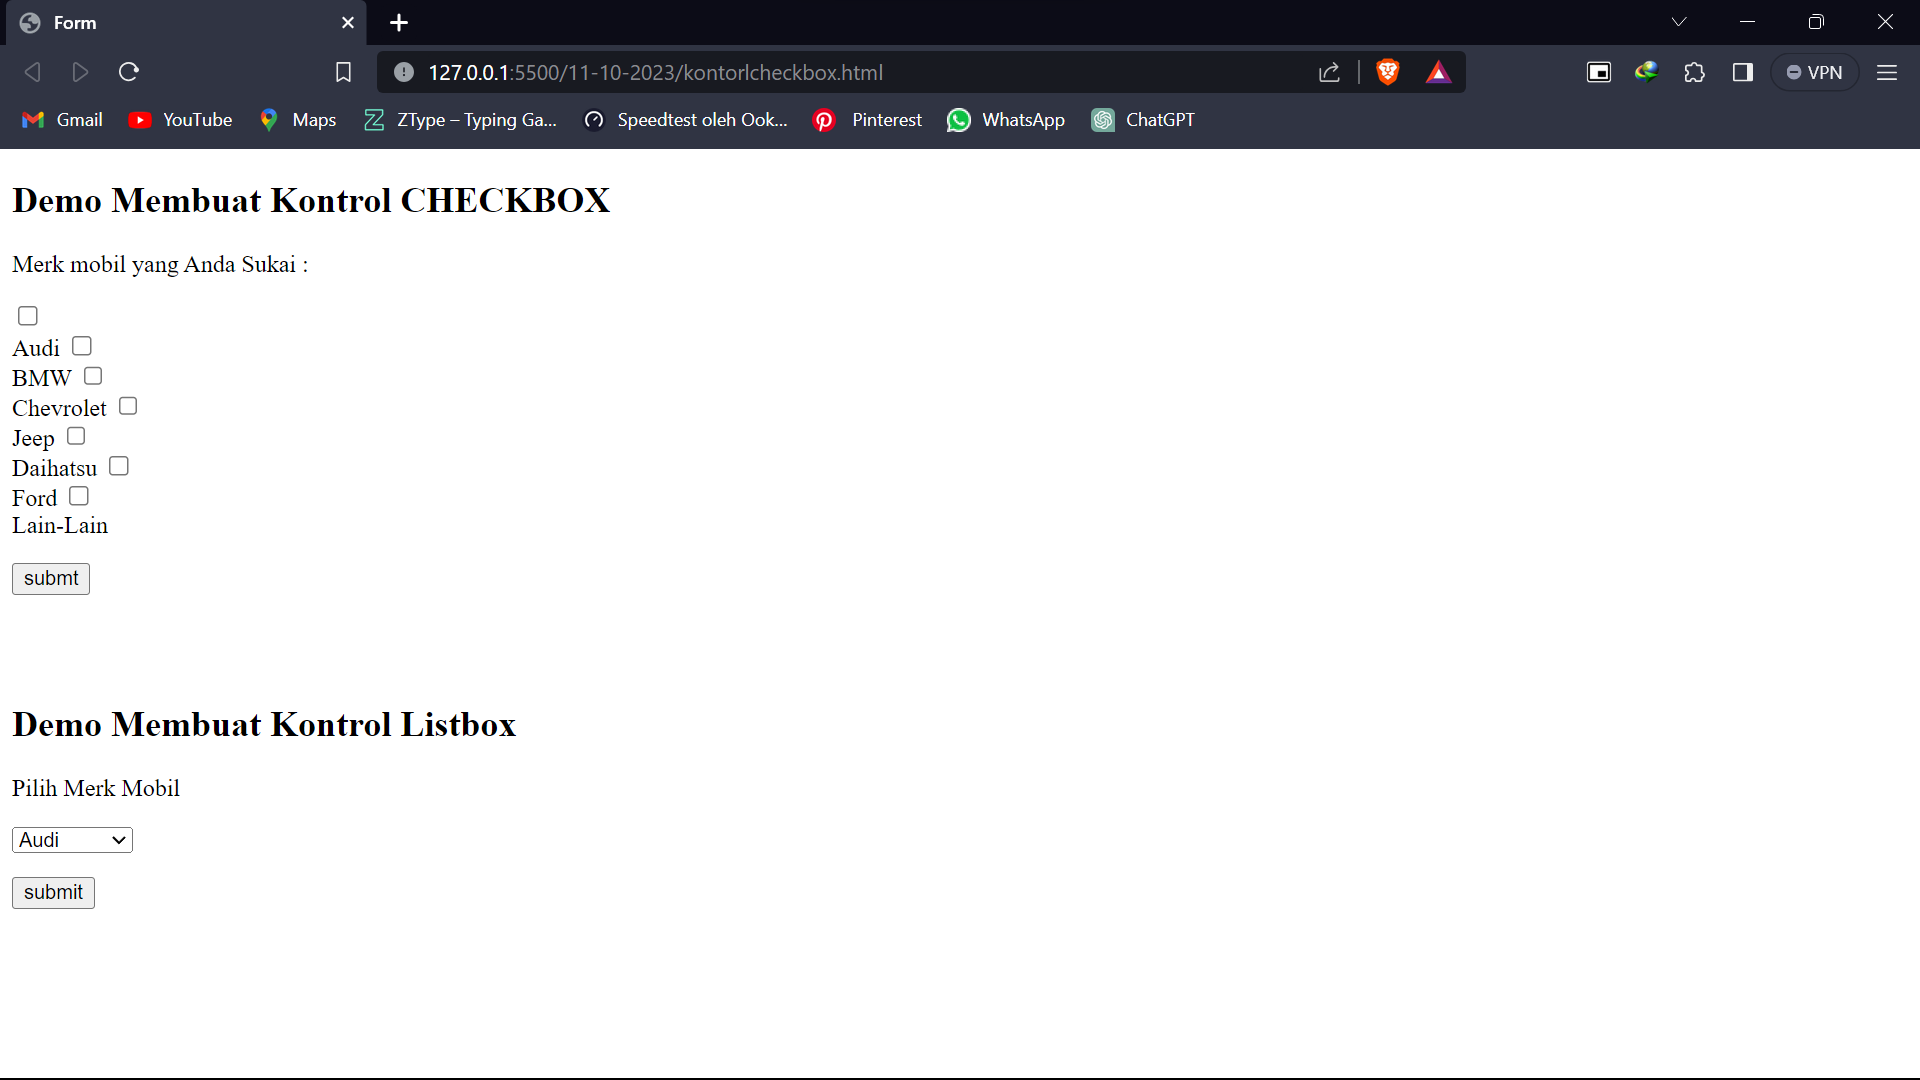 Form
127.0.0.1:5500/11-10-2023/kontorlcheckbox.html
VPN
Gmail YouTube Maps ZType – Typing Ga... Speedtest oleh Ook... Pinterest WhatsApp ChatGPT
Demo Membuat Kontrol CHECKBOX
Merk mobil yang Anda Sukai :
Audi
BMW
Chevrolet
Jeep
Daihatsu
Ford
Lain-Lain
submt
Demo Membuat Kontrol Listbox
Pilih Merk Mobil
Audi
submit